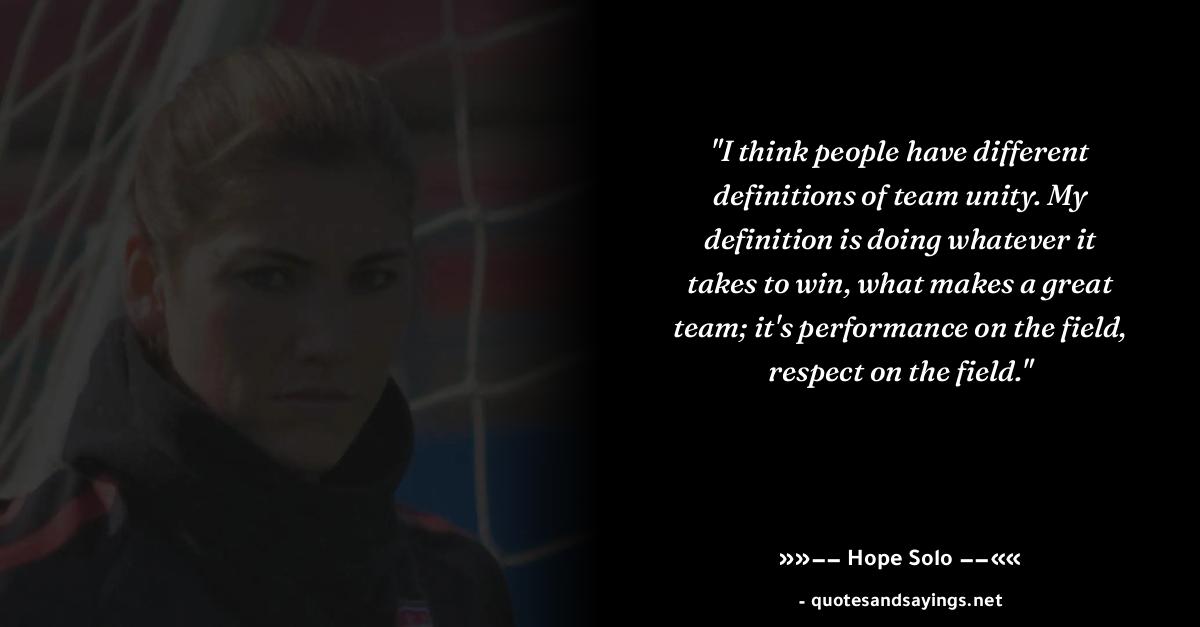 "I think people have different
definitions of team unity. My
definition is doing whatever it
takes to win, what makes a great
team; it's performance on the field,
respect on the field."
»»–– Hope Solo ––««
- quotesandsayings.net